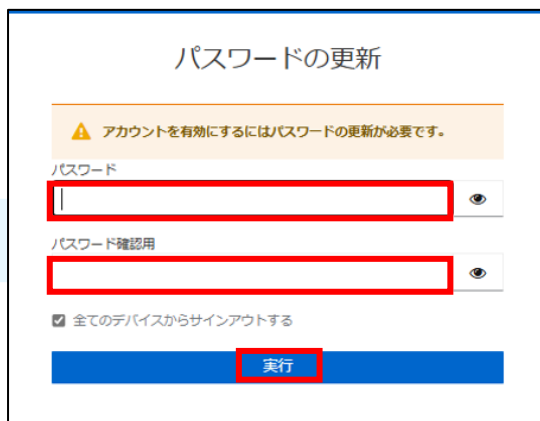 パスワードの更新
アカウントを有効にするにはパスワードの更新が必要です。
パスワード
パスワード確認用
全てのデバイスからサインアウトする
実行